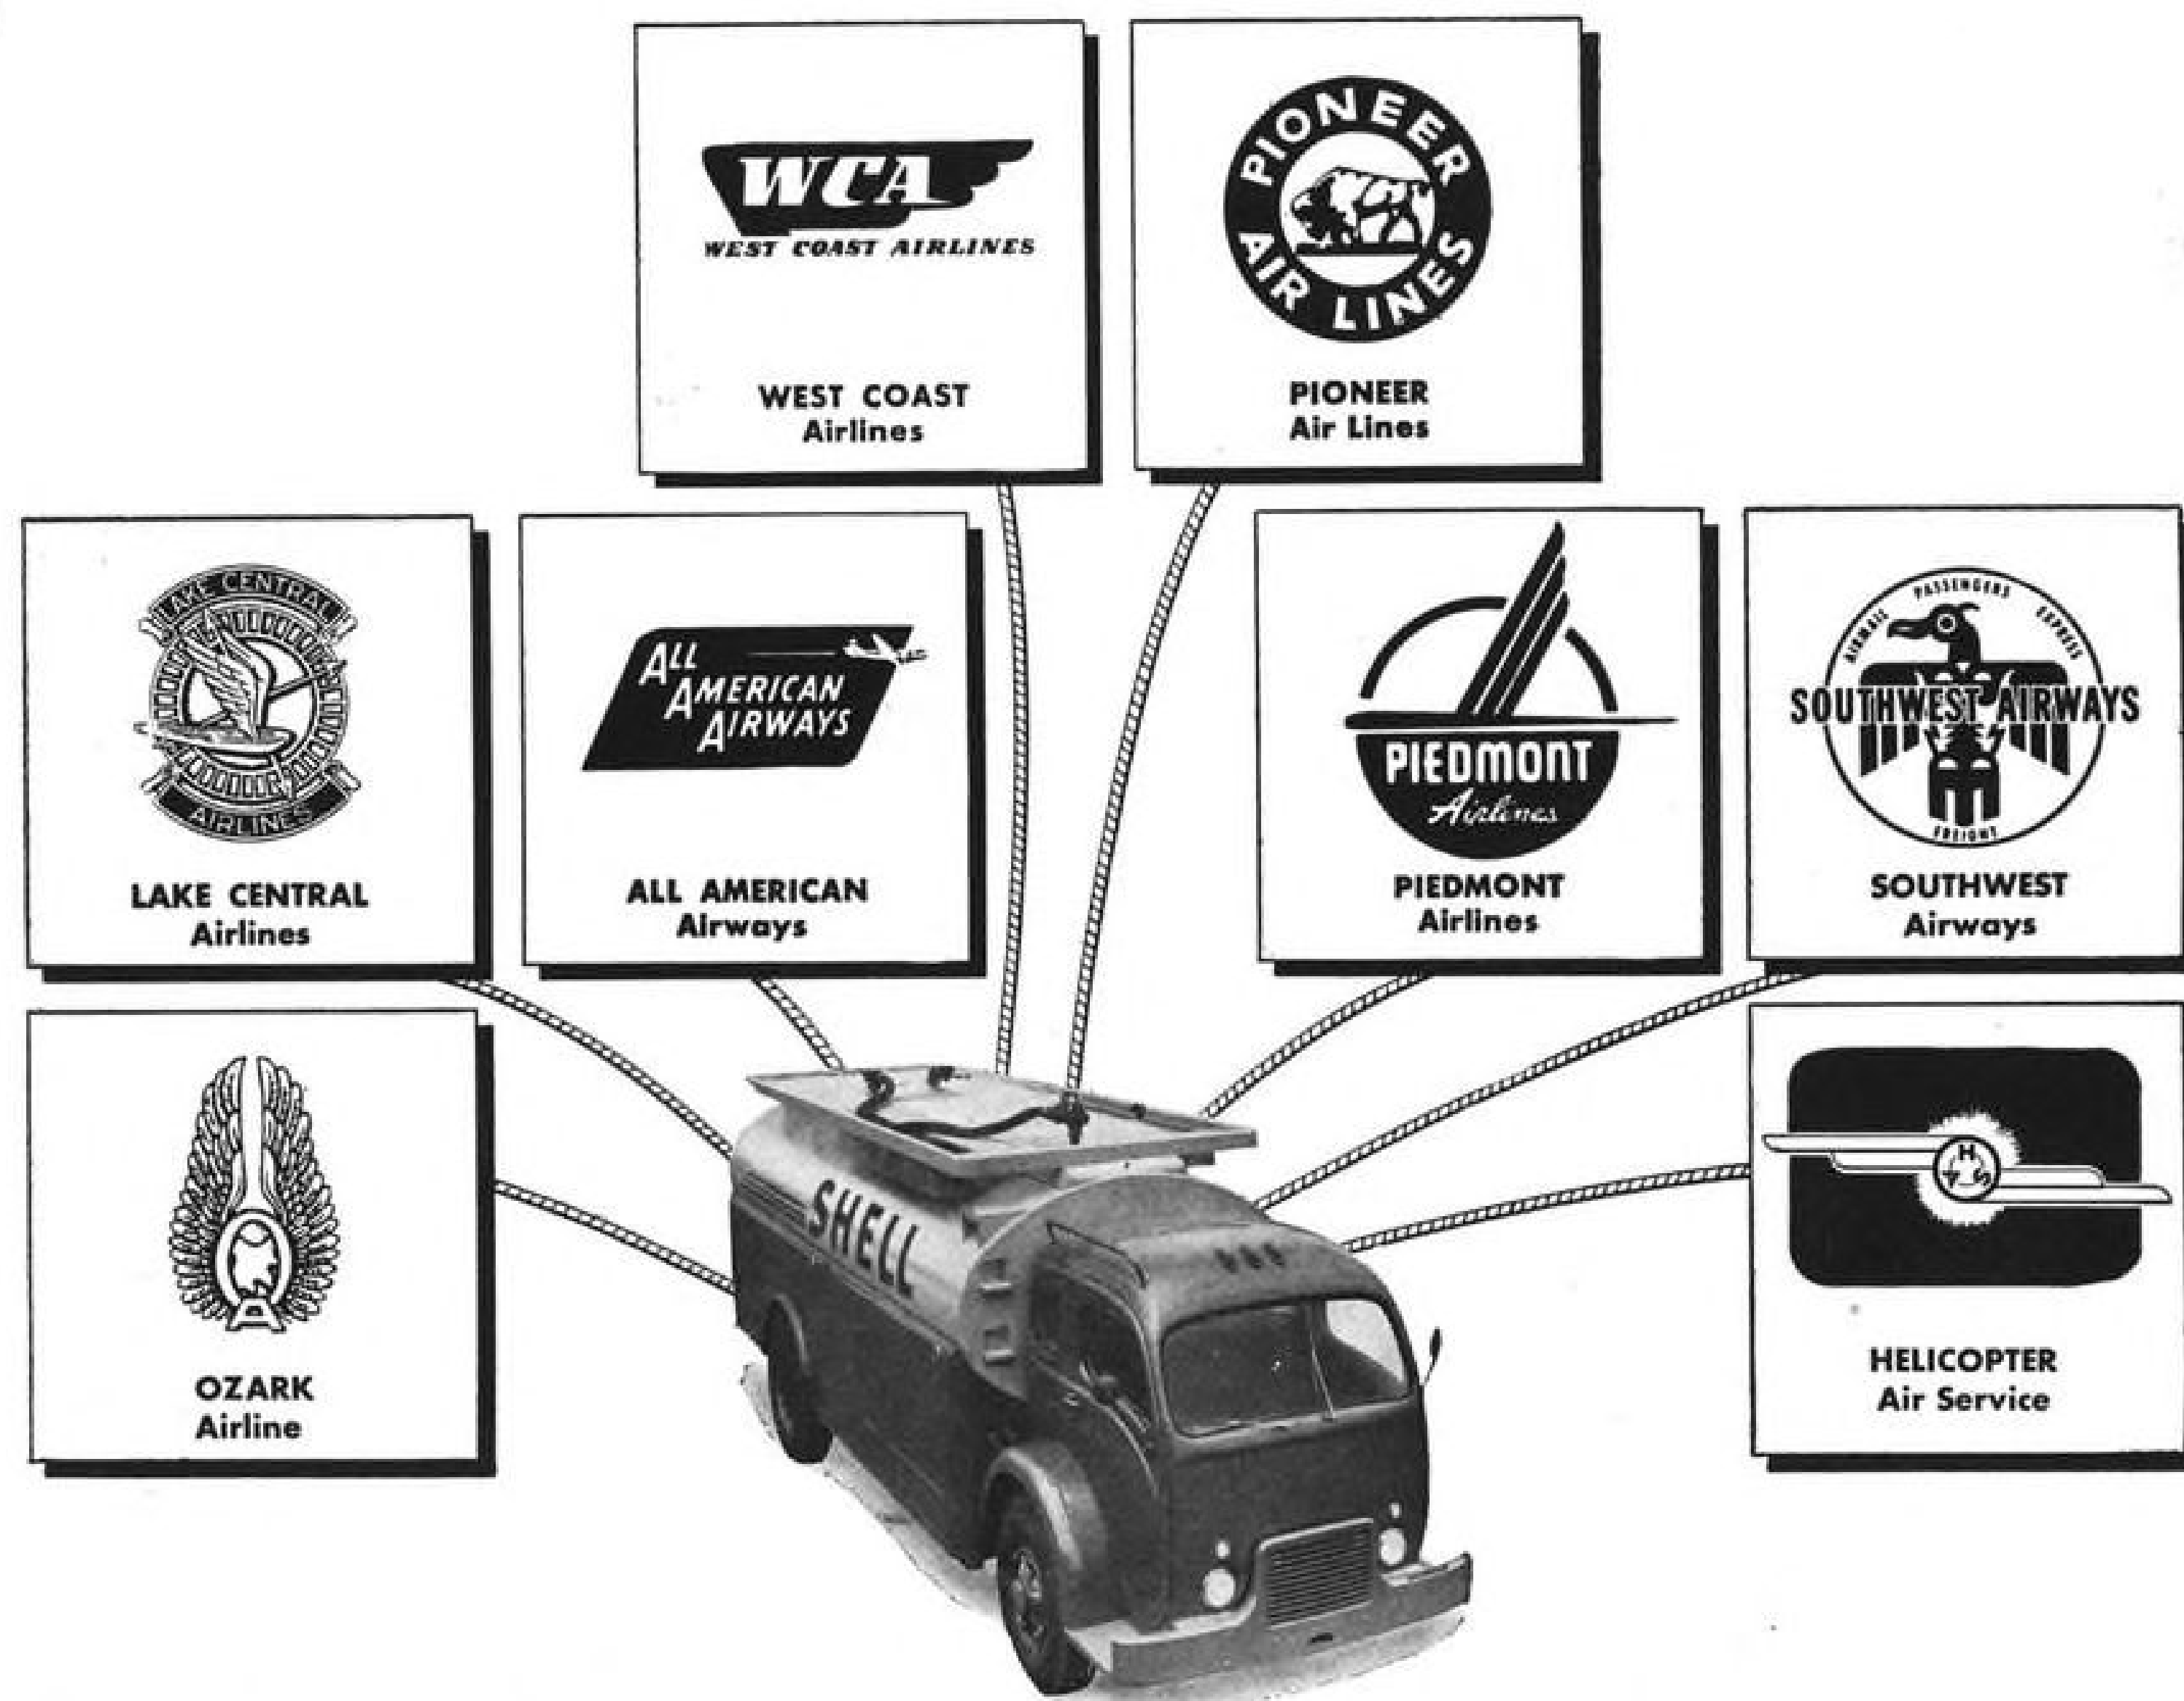 WCA
WEST COAST AIRLINES
WEST COAST
Airlines
PIONEER
AIR LINES
PIONEER
Air Lines
LAKE CENTRAL
AIRLINES
LAKE CENTRAL
Airlines
ALL
AMERICAN
AIRWAYS
ALL AMERICAN
Airways
PIEDMONT
Airlines
PIEDMONT
Airlines
AIRMAIL PASSENGERS EXPRESS
SOUTHWEST AIRWAYS
FREIGHT
SOUTHWEST
Airways
OZARK
Airline
H
A S
HELICOPTER
Air Service
SHELL